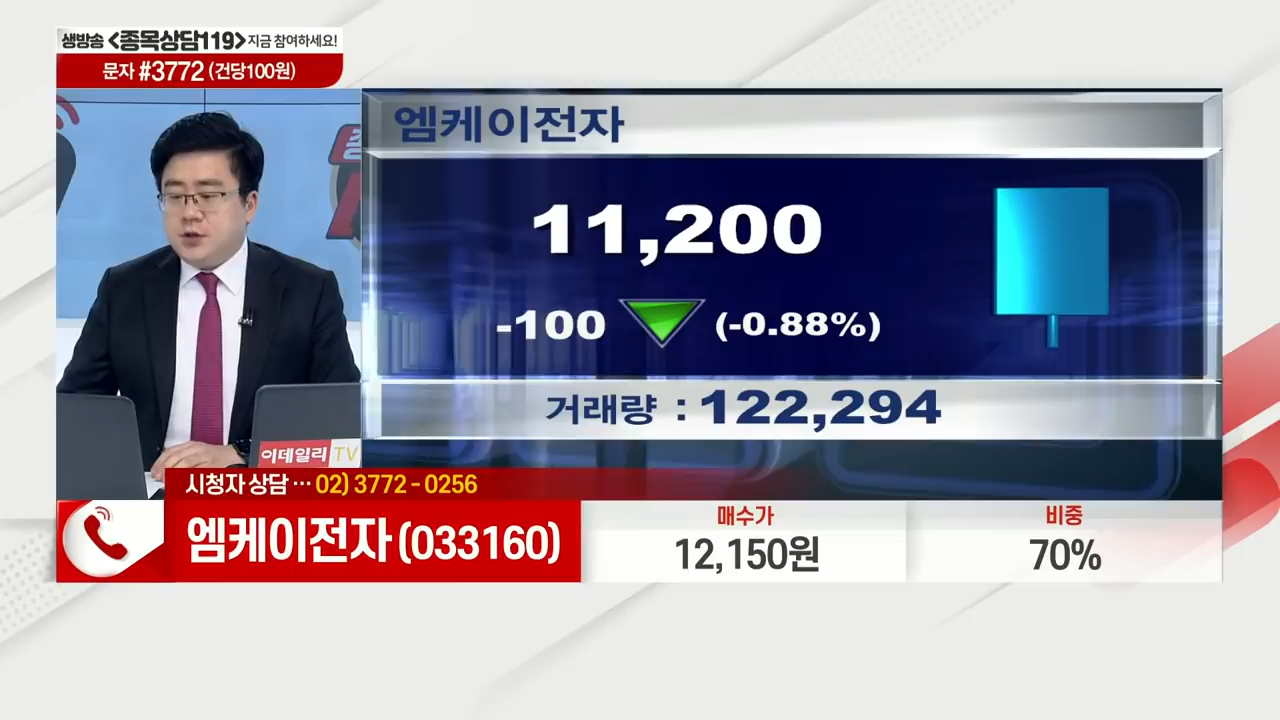 생방송 <종목상담119> 지금 참여하세요!
문자 #3772 (건당100원)
엠케이전자
11,200
-100 (-0.88%)
거래량 : 122,294
이데일리 TV
시청자 상담 … 02) 3772 - 0256
엠케이전자 (033160)
매수가
12,150원
비중
70%